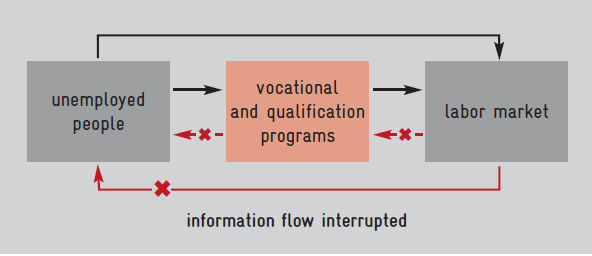 unemployed
people
vocational
and qualification
programs
labor market
information flow interrupted